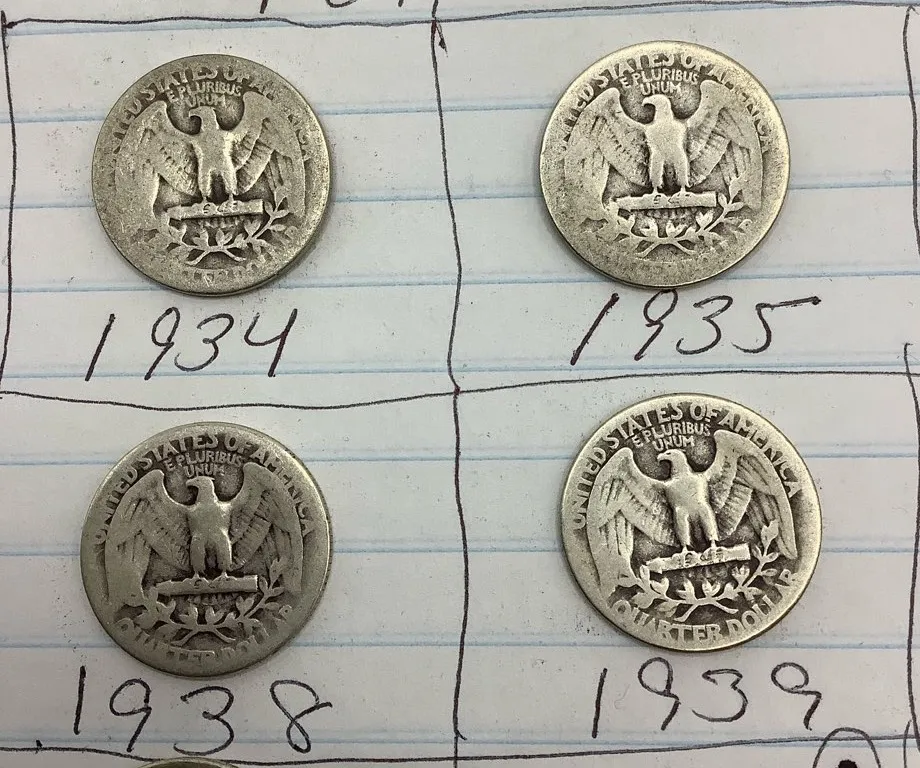 UNITED STATES OF AMERICA
E PLURIBUS
UNUM
1934
UNITED STATES OF AMERICA
E PLURIBUS
UNUM
1935
UNITED STATES OF AMERICA
E PLURIBUS
UNUM
QUARTER DOLLAR
1938
UNITED STATES OF AMERICA
E PLURIBUS
UNUM
QUARTER DOLLAR
1939